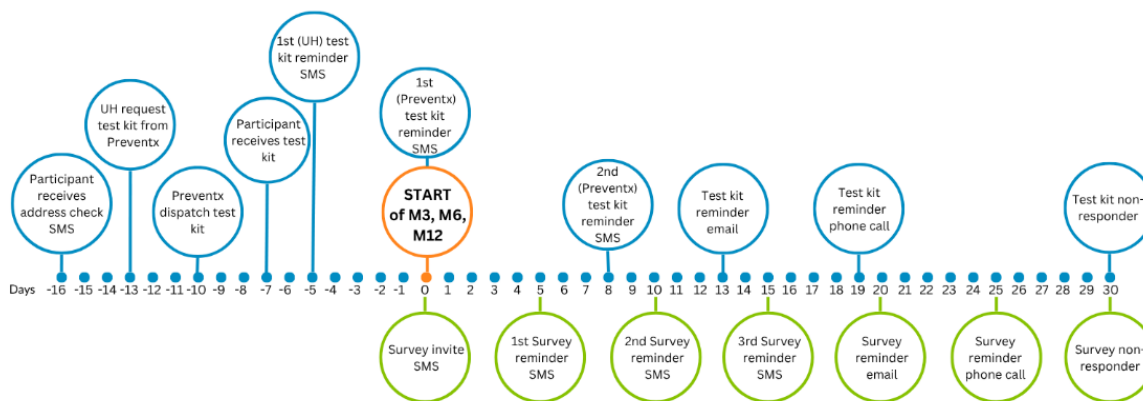 1st (UH) test
kit reminder
SMS
UH request
test kit from
Preventx
1st
(Preventx)
test kit
reminder
SMS
Participant
receives test
kit
Participant
receives
address check
SMS
Preventx
dispatch test
kit
START
of M3, M6,
M12
2nd
(Preventx)
test kit
reminder
SMS
Test kit
reminder
email
Test kit
reminder
phone call
Test kit non-
responder
Days -16 -15 -14 -13 -12 -11 -10 -9 -8 -7 -6 -5 -4 -3 -2 -1 0 1 2 3 4 5 6 7 8 9 10 11 12 13 14 15 16 17 18 19 20 21 22 23 24 25 26 27 28 29 30
Survey invite
SMS
1st Survey
reminder
SMS
2nd Survey
reminder
SMS
3rd Survey
reminder
SMS
Survey
reminder
email
Survey
reminder
phone call
Survey non-
responder